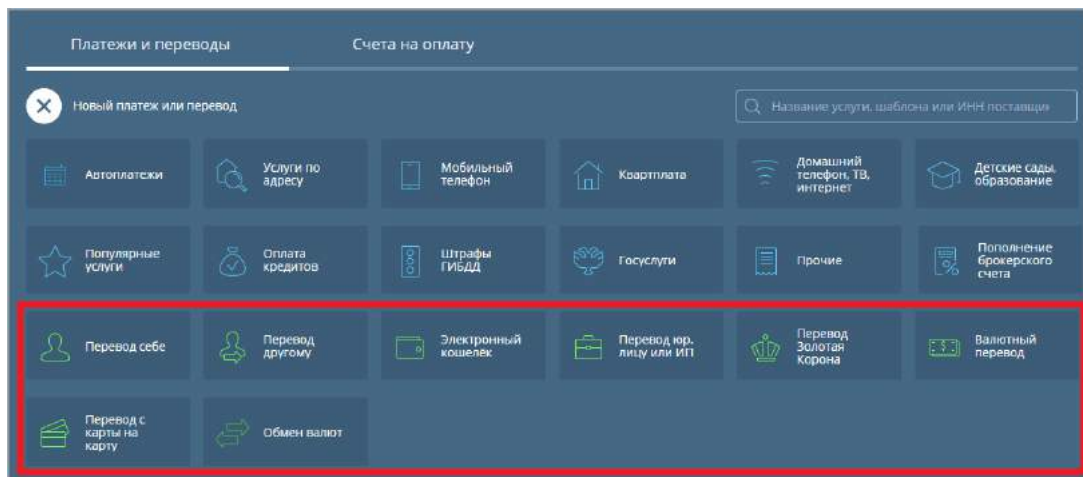 Платежи и переводы
Счета на оплату
Новый платеж или перевод
Название услуги, шаблона или ИНН поставщик
Автоплатежи
Услуги по
адресу
Мобильный
телефон
Квартплата
Домашний
телефон, ТВ,
интернет
Детские сады,
образование
Популярные
услуги
Оплата
кредитов
Штрафы
ГИБДД
Госуслуги
Прочие
Пополнение
брокерского
счета
Перевод себе
Перевод
другому
Электронный
кошелёк
Перевод юр.
лицу или ИП
Перевод
Золотая
Корона
Валютный
перевод
Перевод с
карты на
карту
Обмен валют